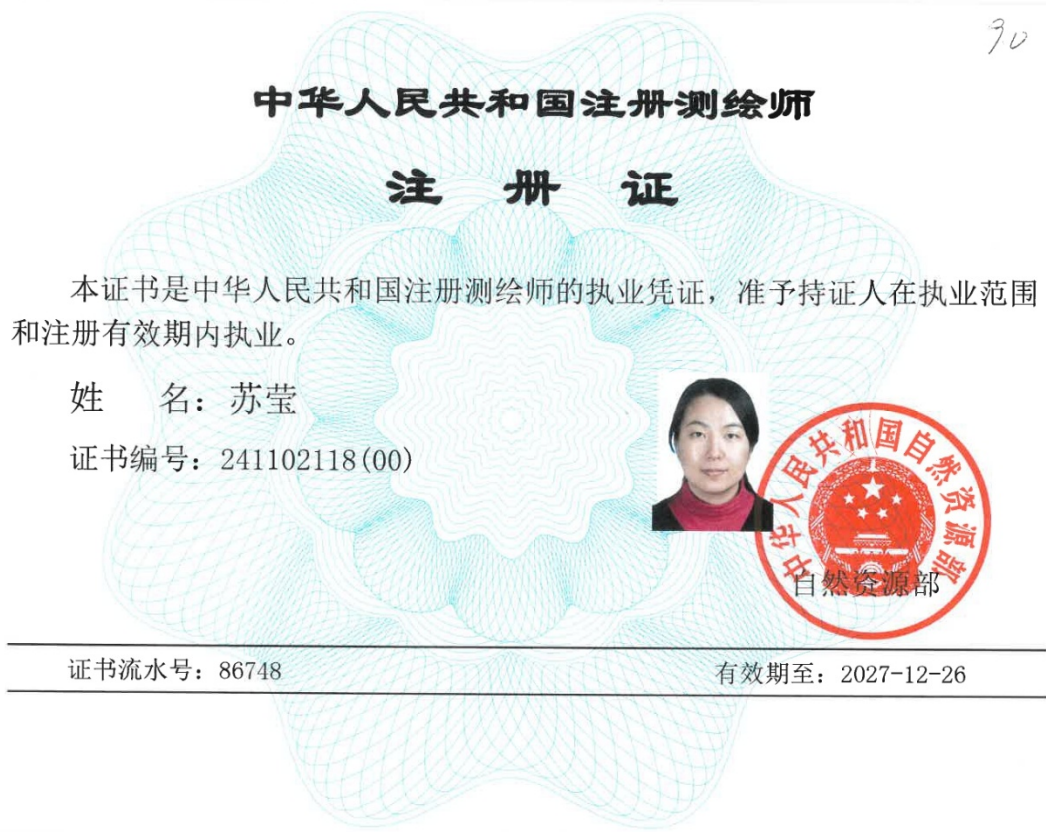 30
中华人民共和国注册测绘师
注 册 证
本证书是中华人民共和国注册测绘师的执业凭证，准予持证人在执业范围
和注册有效期内执业。
姓 名：苏莹
证书编号：241102118(00)
中华人民共和国自然资源部
自然资源部
证书流水号：86748
有效期至：2027-12-26